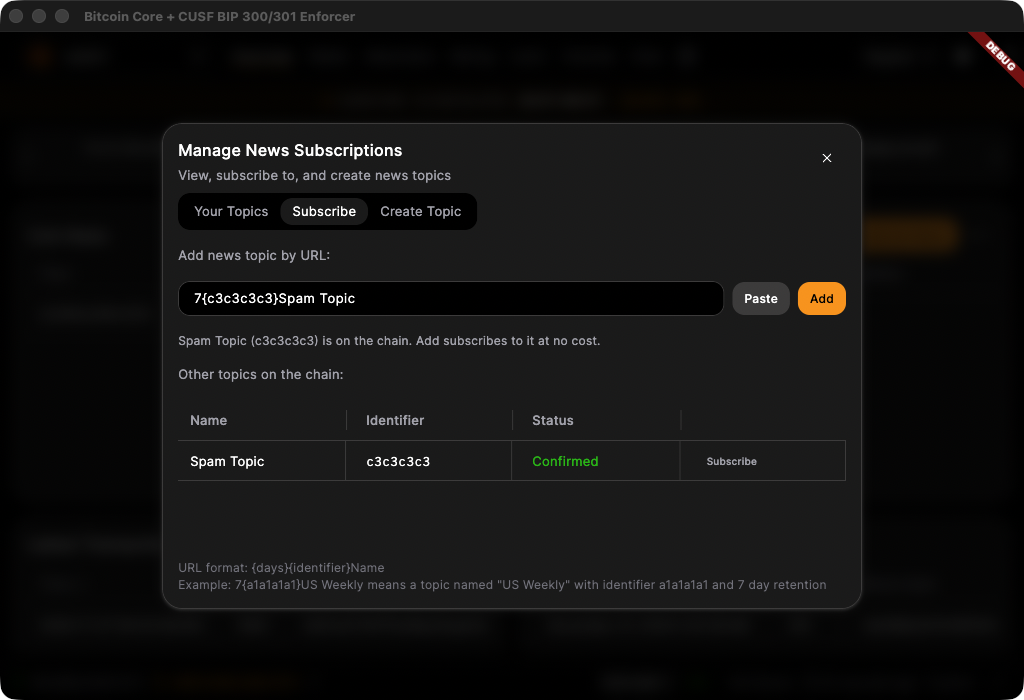 Bitcoin Core + CUSF BIP 300/301 Enforcer
DEBUG
Manage News Subscriptions
View, subscribe to, and create news topics
Your Topics Subscribe Create Topic
Add news topic by URL:
7{c3c3c3c3}Spam Topic Paste Add
Spam Topic (c3c3c3c3) is on the chain. Add subscribes to it at no cost.
Other topics on the chain:
Name Identifier Status
Spam Topic c3c3c3c3 Confirmed Subscribe
URL format: {days}{identifier}Name
Example: 7{a1a1a1a1}US Weekly means a topic named "US Weekly" with identifier a1a1a1a1 and 7 day retention